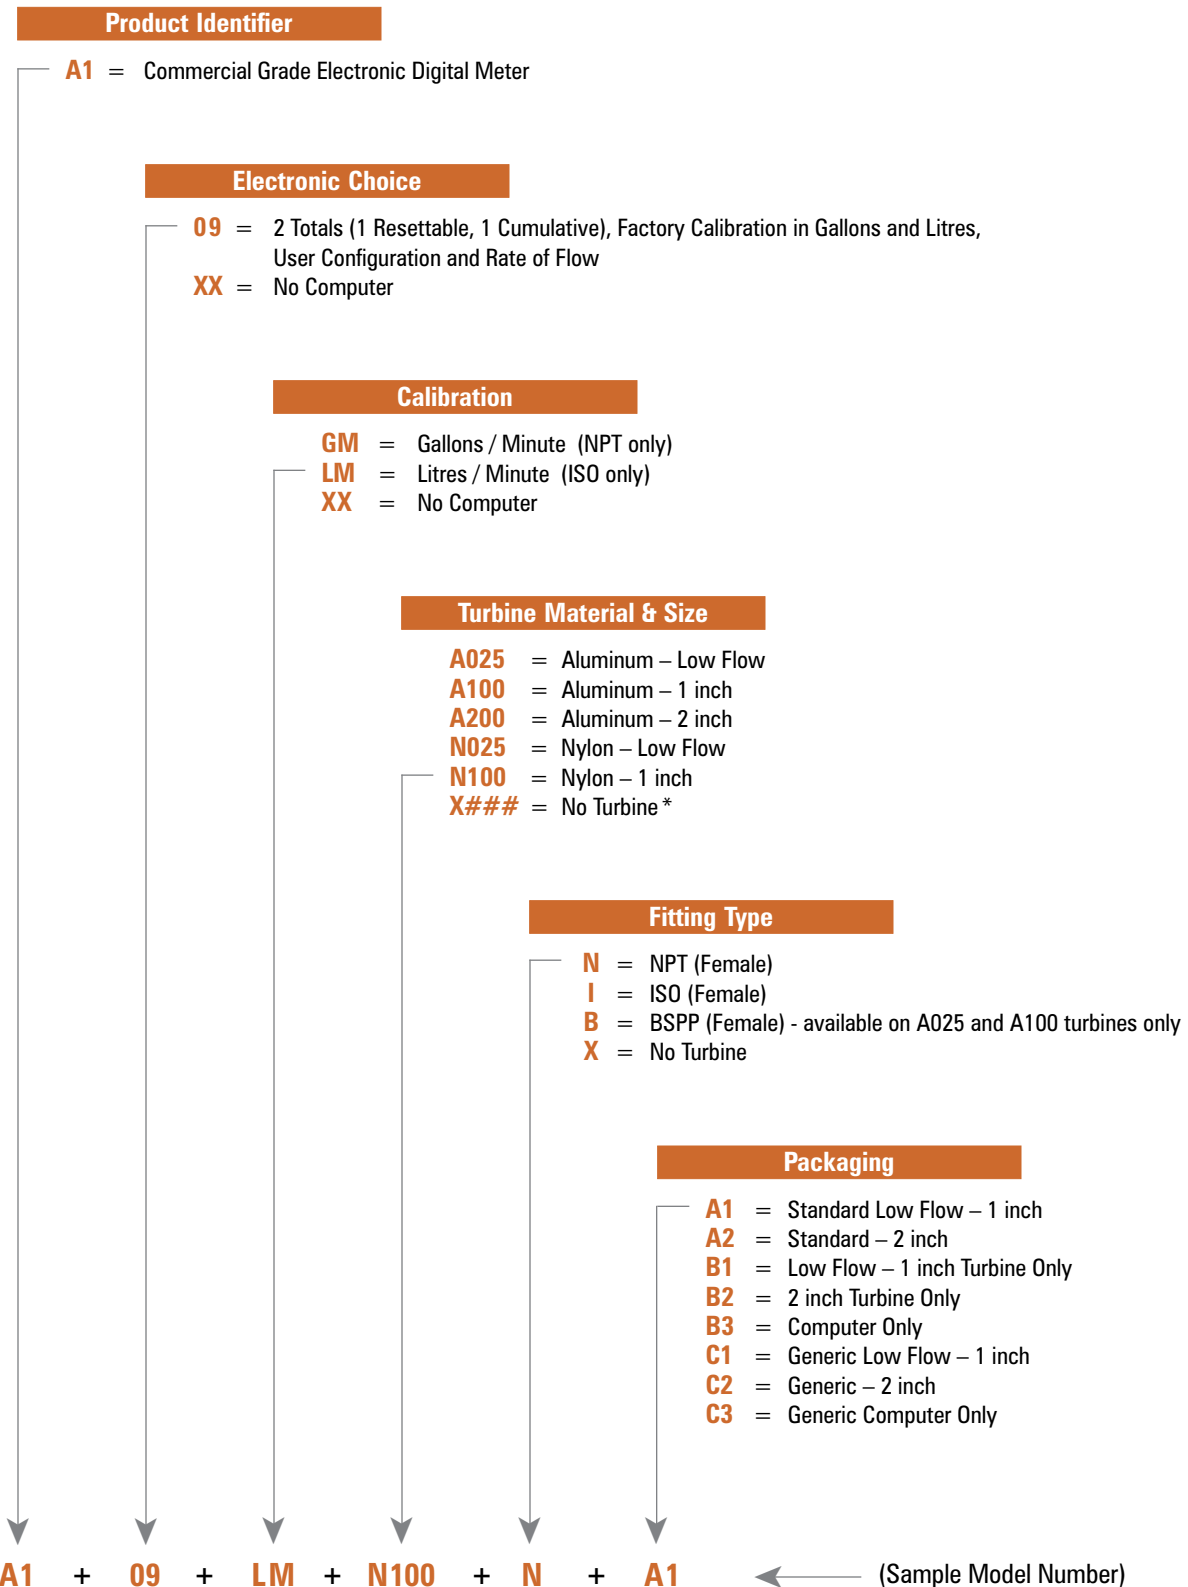 Product Identifier
A1 = Commercial Grade Electronic Digital Meter
Electronic Choice
09 = 2 Totals (1 Resettable, 1 Cumulative), Factory Calibration in Gallons and Litres,
User Configuration and Rate of Flow
XX = No Computer
Calibration
GM = Gallons / Minute (NPT only)
LM = Litres / Minute (ISO only)
XX = No Computer
Turbine Material & Size
A025 = Aluminum – Low Flow
A100 = Aluminum – 1 inch
A200 = Aluminum – 2 inch
N025 = Nylon – Low Flow
N100 = Nylon – 1 inch
X### = No Turbine *
Fitting Type
N = NPT (Female)
I = ISO (Female)
B = BSPP (Female) - available on A025 and A100 turbines only
X = No Turbine
Packaging
A1 = Standard Low Flow – 1 inch
A2 = Standard – 2 inch
B1 = Low Flow – 1 inch Turbine Only
B2 = 2 inch Turbine Only
B3 = Computer Only
C1 = Generic Low Flow – 1 inch
C2 = Generic – 2 inch
C3 = Generic Computer Only
A1 + 09 + LM + N100 + N + A1 (Sample Model Number)